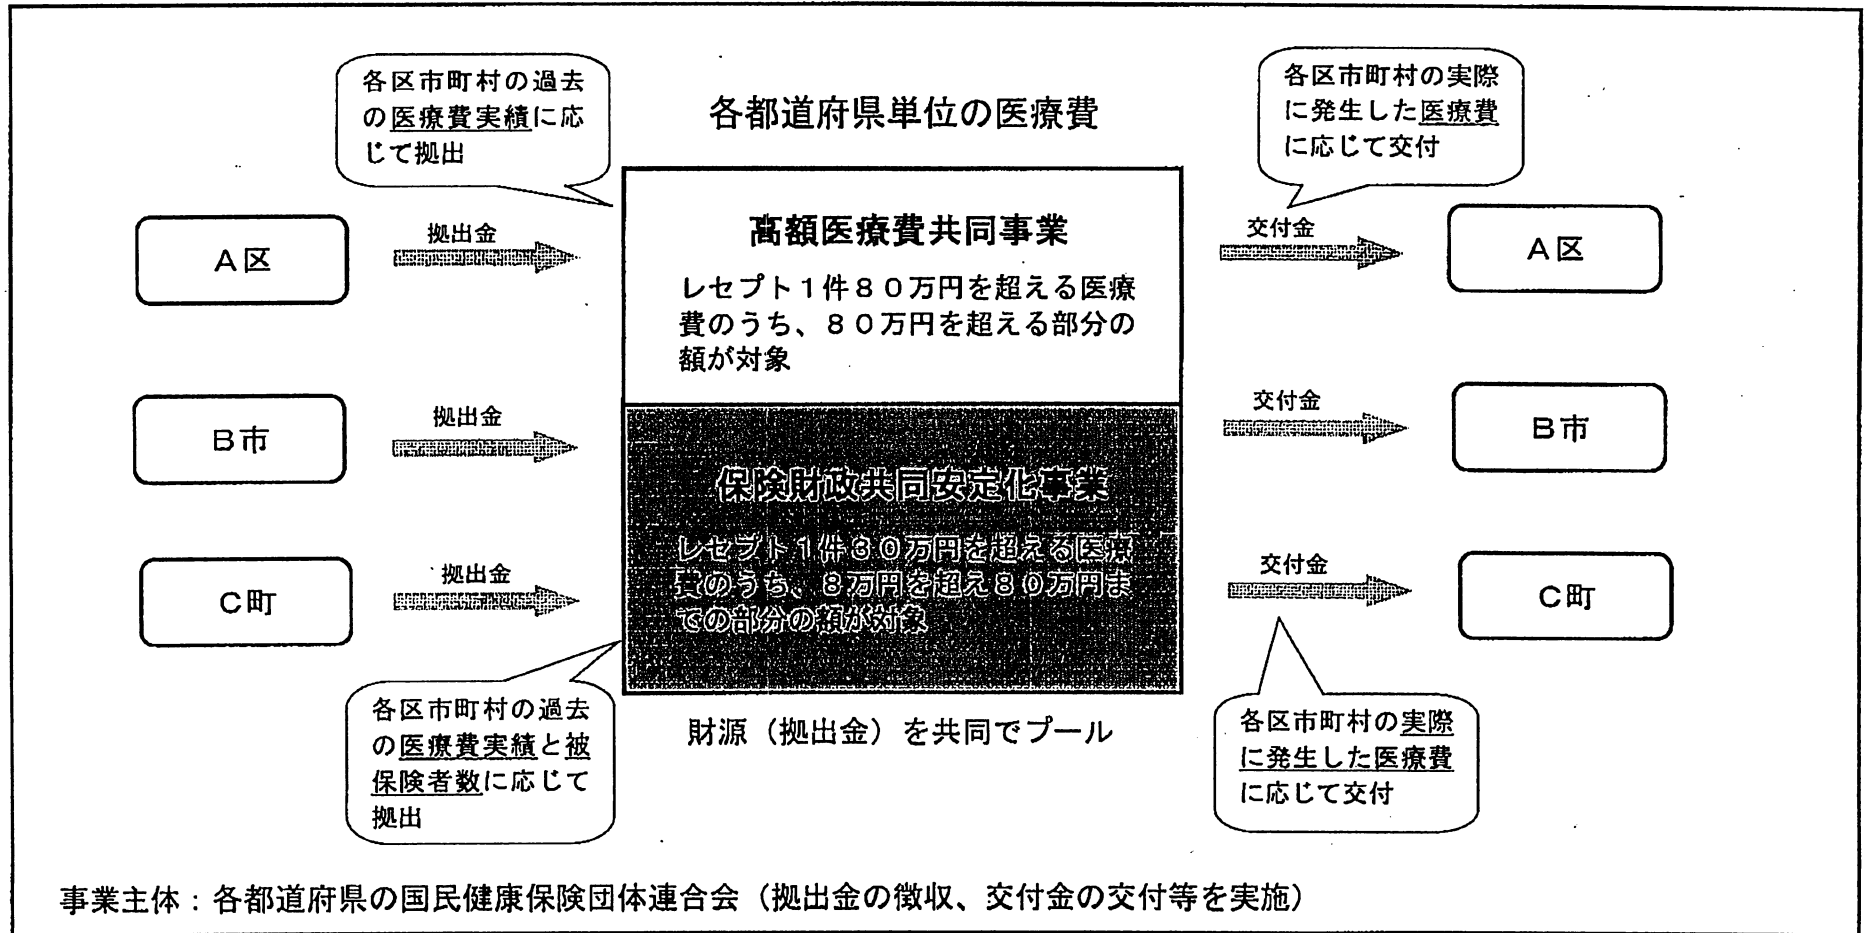 各区市町村の過去
の医療費実績に応
じて拠出
各都道府県単位の医療費
各区市町村の実際
に発生した医療費
に応じて交付
A区
拠出金
高額医療費共同事業
レセプト1件80万円を超える医療
費のうち、80万円を超える部分の
額が対象
交付金
A区
B市
拠出金
交付金
B市
保険財政共同安定化事業
レセプト1件30万円を超える医療
費のうち、8万円を超え80万円ま
での部分の額が対象
C町
拠出金
交付金
C町
各区市町村の過去
の医療費実績と被
保険者数に応じて
拠出
財源（拠出金）を共同でプール
各区市町村の実際
に発生した医療費
に応じて交付
事業主体：各都道府県の国民健康保険団体連合会（拠出金の徴収、交付金の交付等を実施）